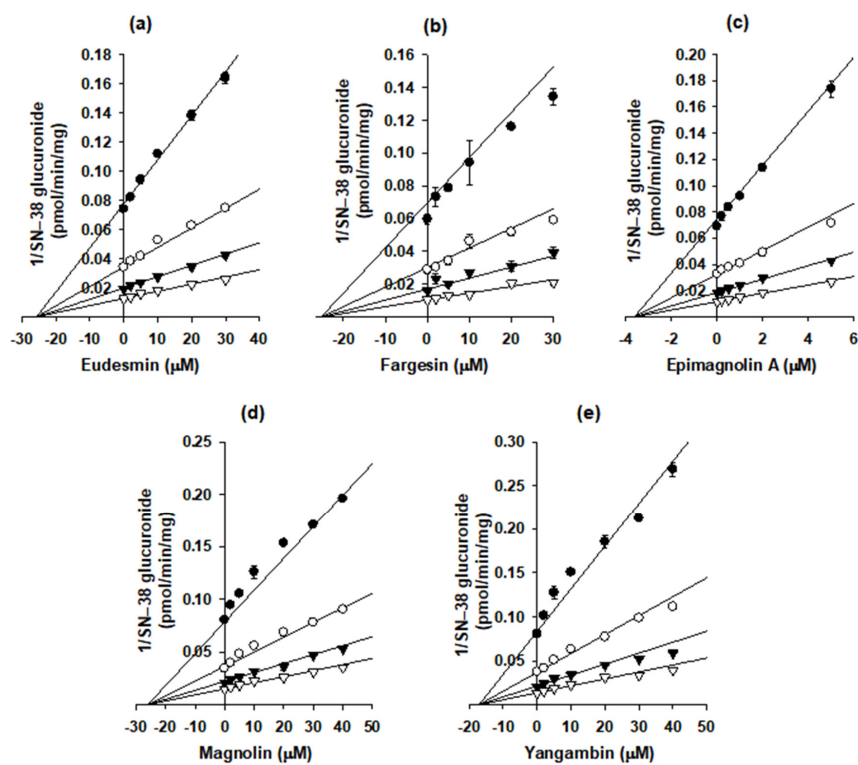 (a)
1/SN–38 glucuronide
(pmol/min/mg)
0.18
0.16
0.14
0.12
0.10
0.08
0.06
0.04
0.02
-30 -20 -10 0 10 20 30 40
Eudesmin (µM)
(b)
1/SN–38 glucuronide
(pmol/min/mg)
0.16
0.14
0.12
0.10
0.08
0.06
0.04
0.02
-20 -10 0 10 20 30
Fargesin (µM)
(c)
1/SN–38 glucuronide
(pmol/min/mg)
0.20
0.18
0.16
0.14
0.12
0.10
0.08
0.06
0.04
0.02
-4 -2 0 2 4 6
Epimagnolin A (µM)
(d)
1/SN–38 glucuronide
(pmol/min/mg)
0.25
0.20
0.15
0.10
0.05
-30 -20 -10 0 10 20 30 40 50
Magnolin (µM)
(e)
1/SN–38 glucuronide
(pmol/min/mg)
0.30
0.25
0.20
0.15
0.10
0.05
-20 -10 0 10 20 30 40 50
Yangambin (µM)